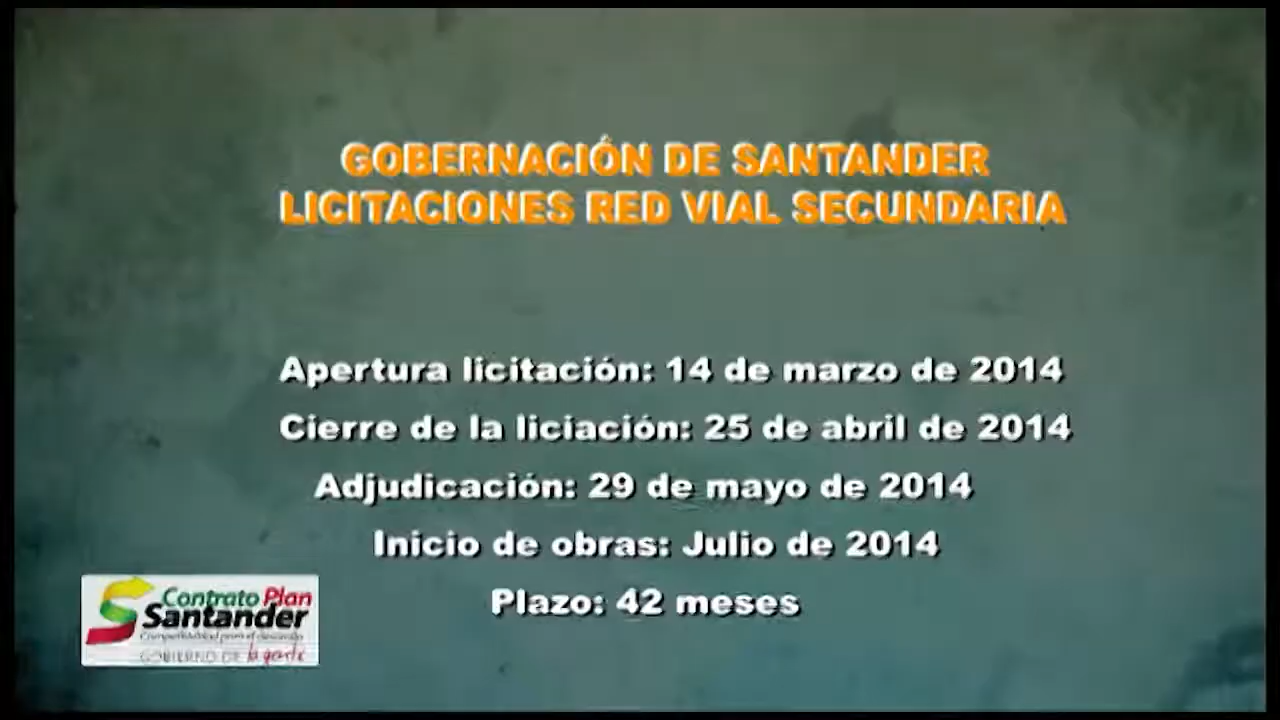 GOBERNACIÓN DE SANTANDER
LICITACIONES RED VIAL SECUNDARIA
Apertura licitación: 14 de marzo de 2014
Cierre de la liciación: 25 de abril de 2014
Adjudicación: 29 de mayo de 2014
Inicio de obras: Julio de 2014
Plazo: 42 meses
Contrato Plan
Santander
GOBIERNO DE la gente